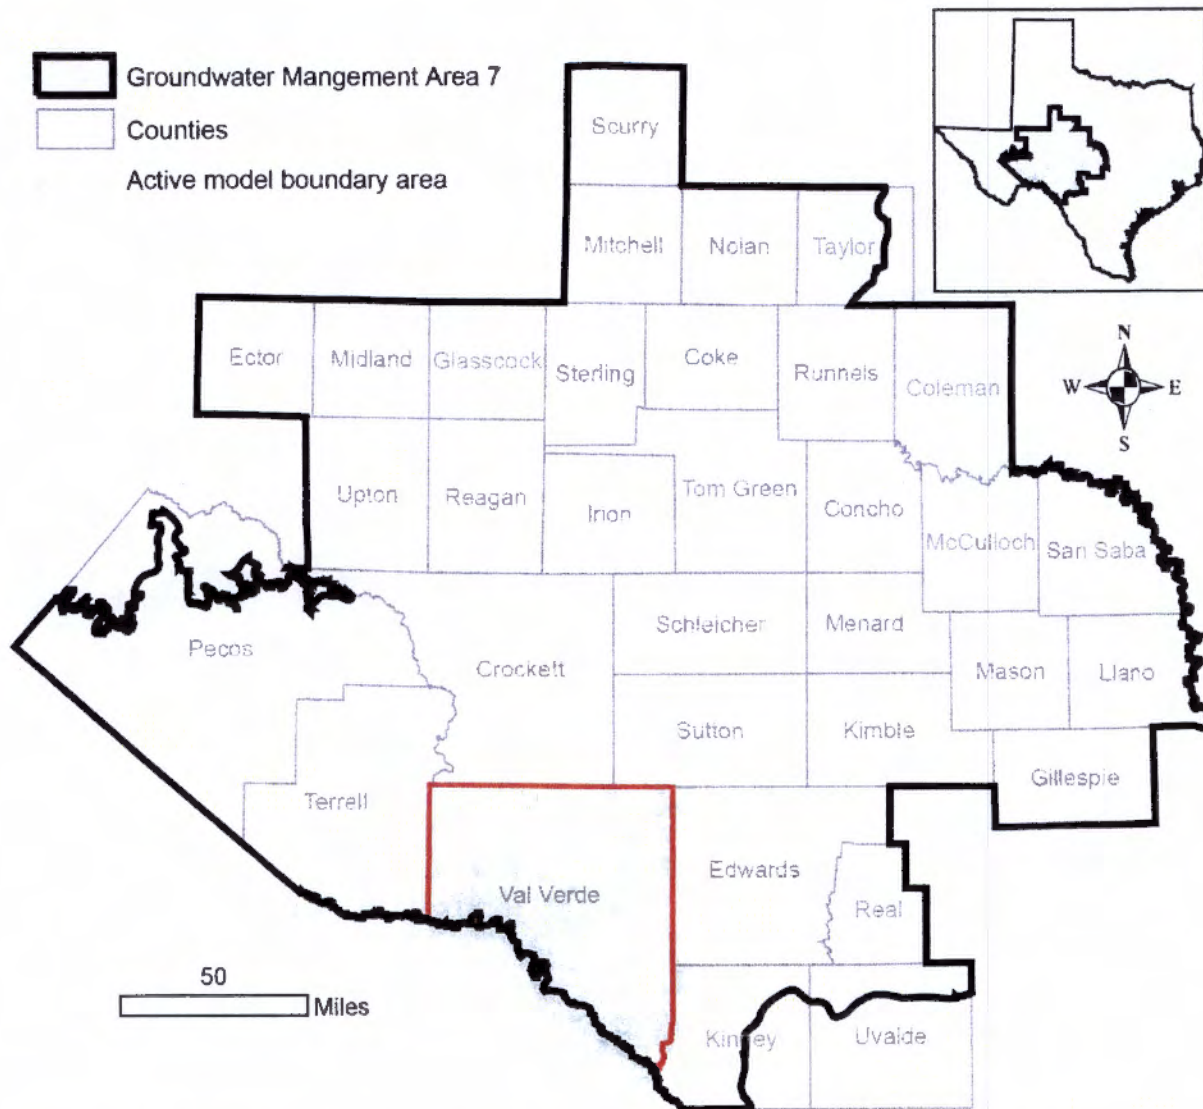 Groundwater Mangement Area 7
Counties
Active model boundary area
Scurry
Mitchell
Nolan
Taylor
Ector
Midland
Glasscock
Sterling
Coke
Runnels
Coleman
N
W
E
S
Upton
Reagan
Irion
Tom Green
Concho
McCulloch
San Saba
Pecos
Crockett
Schleicher
Menard
Mason
Llano
Sutton
Kimble
Gillespie
Terrell
Val Verde
Edwards
Real
50
Miles
Kinney
Uvalde